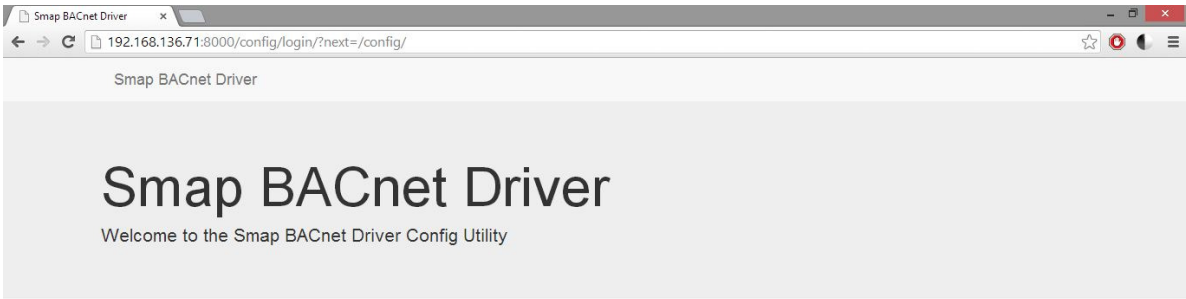 Smap BACnet Driver
192.168.136.71:8000/config/login/?next=/config/
Smap BACnet Driver
Smap BACnet Driver
Welcome to the Smap BACnet Driver Config Utility